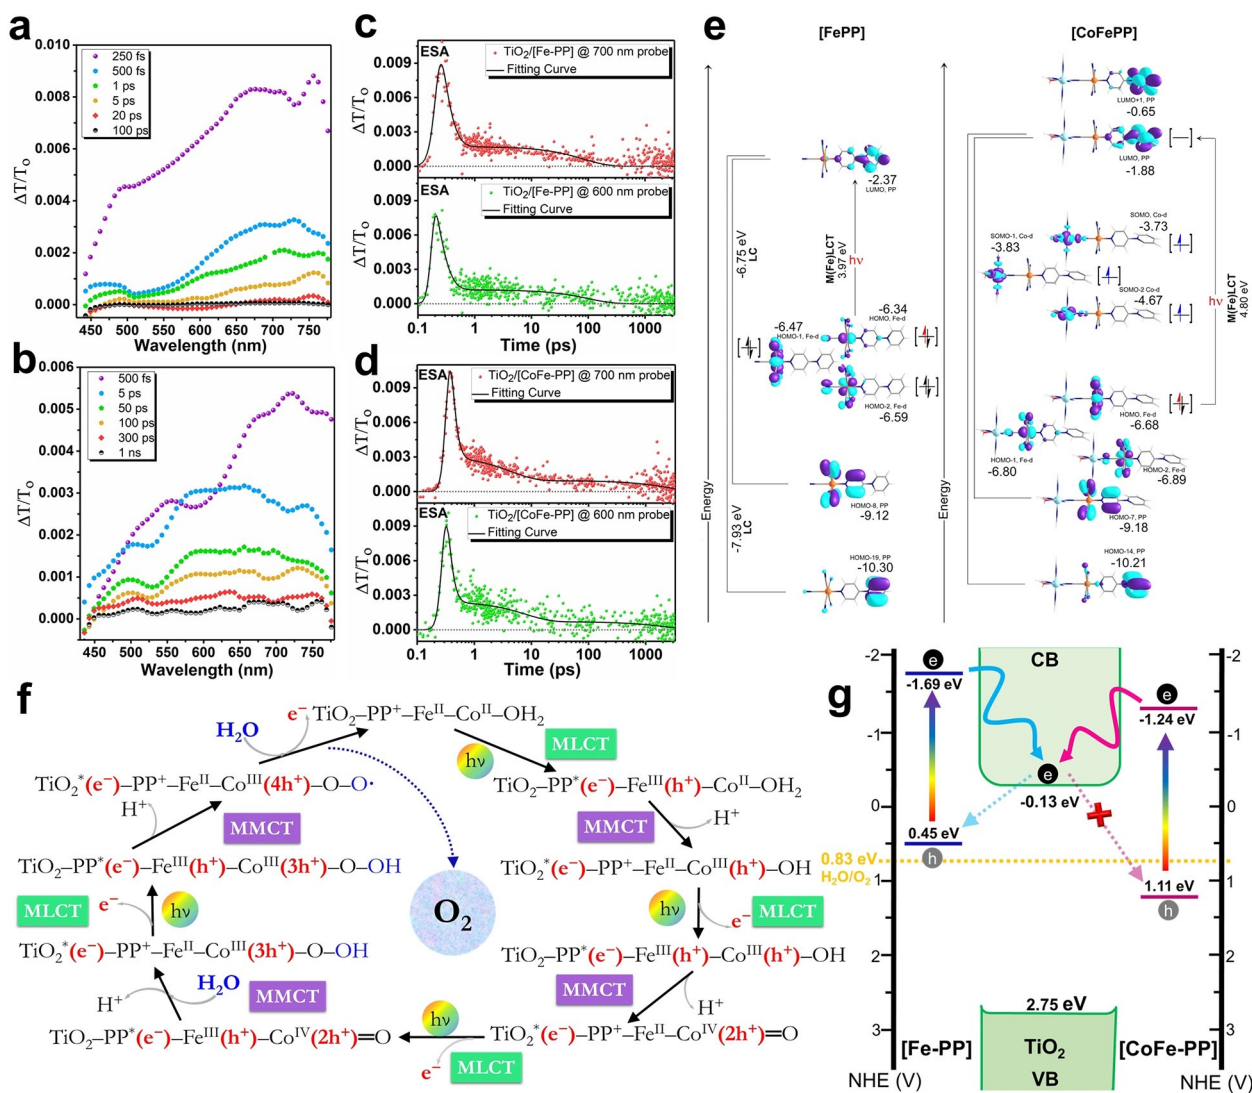 a
0.010
0.008
0.006
0.004
0.002
0.000
ΔT/T₀
250 fs
500 fs
1 ps
5 ps
20 ps
100 ps
450 500 550 600 650 700 750
Wavelength (nm)
b
0.006
0.005
0.004
0.003
0.002
0.001
0.000
ΔT/T₀
500 fs
5 ps
50 ps
100 ps
300 ps
1 ns
450 500 550 600 650 700 750
Wavelength (nm)
c
ESA
TiO₂/[Fe-PP] @ 700 nm probe
Fitting Curve
0.009
0.006
0.003
0.000
ΔT/T₀
ESA
TiO₂/[Fe-PP] @ 600 nm probe
Fitting Curve
0.009
0.006
0.003
0.000
ΔT/T₀
0.1 1 10 100 1000
Time (ps)
d
ESA
TiO₂/[CoFe-PP] @ 700 nm probe
Fitting Curve
0.009
0.006
0.003
0.000
ΔT/T₀
ESA
TiO₂/[CoFe-PP] @ 600 nm probe
Fitting Curve
0.009
0.006
0.003
0.000
ΔT/T₀
0.1 1 10 100 1000
Time (ps)
e
[FePP]
Energy
-2.37
LUMO, PP
-6.75 eV
LC
M(Fe)LCT
3.97 eV
hν
-6.34
HOMO, Fe-d
-6.47
HOMO-1, Fe-d
HOMO-2, Fe-d
-6.59
-7.93 eV
LC
HOMO-8, PP
-9.12
HOMO-19, PP
-10.30
[CoFePP]
Energy
LUMO+1, PP
-0.65
LUMO, PP
-1.88
SOMO, Co-d
-3.73
SOMO-1, Co-d
-3.83
SOMO-2 Co-d
-4.67
hν
M(Fe)LCT
4.80 eV
HOMO, Fe-d
-6.68
HOMO-1, Fe-d
-6.80
HOMO-2, Fe-d
-6.89
HOMO-7, PP
-9.18
HOMO-14, PP
-10.21
f
TiO₂–PP⁺–Feᴵᴵ–Coᴵᴵ–OH₂
hν
MLCT
TiO₂–PP*(e⁻)–Feᴵᴵᴵ(h⁺)–Coᴵᴵ–OH₂
MMCT
H⁺
TiO₂*(e⁻)–PP⁺–Feᴵᴵ–Coᴵᴵᴵ(h⁺)–OH
hν
e⁻
MLCT
TiO₂–PP*(e⁻)–Feᴵᴵᴵ(h⁺)–Coᴵᴵᴵ(h⁺)–OH
MMCT
H⁺
TiO₂*(e⁻)–PP⁺–Feᴵᴵ–Coᴵⱽ(2h⁺)=O
hν
e⁻
MLCT
TiO₂–PP*(e⁻)–Feᴵᴵᴵ(h⁺)–Coᴵⱽ(2h⁺)=O
H₂O
H⁺
MMCT
TiO₂*(e⁻)–PP⁺–Feᴵᴵ–Coᴵᴵᴵ(3h⁺)–O–OH
MLCT
e⁻
hν
TiO₂–PP*(e⁻)–Feᴵᴵᴵ(h⁺)–Coᴵᴵᴵ(3h⁺)–O–OH
H⁺
MMCT
TiO₂*(e⁻)–PP⁺–Feᴵᴵ–Coᴵᴵᴵ(4h⁺)–O–O•
H₂O
e⁻
O₂
g
-2
-1
0
1
2
3
NHE (V)
e
-1.69 eV
0.45 eV
h
[Fe-PP]
0.83 eV
H₂O/O₂
CB
e
-0.13 eV
2.75 eV
TiO₂
VB
e
-1.24 eV
1.11 eV
h
[CoFe-PP]
-2
-1
0
1
2
3
NHE (V)